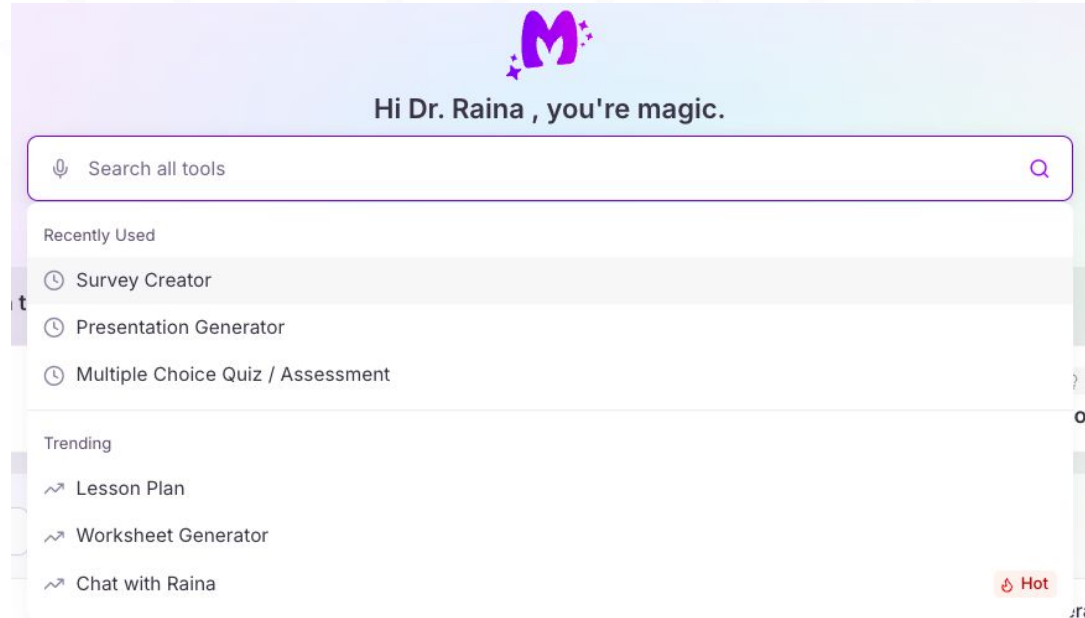 Hi Dr. Raina , you're magic.
Search all tools
Recently Used
Survey Creator
Presentation Generator
Multiple Choice Quiz / Assessment
Trending
Lesson Plan
Worksheet Generator
Chat with Raina
Hot